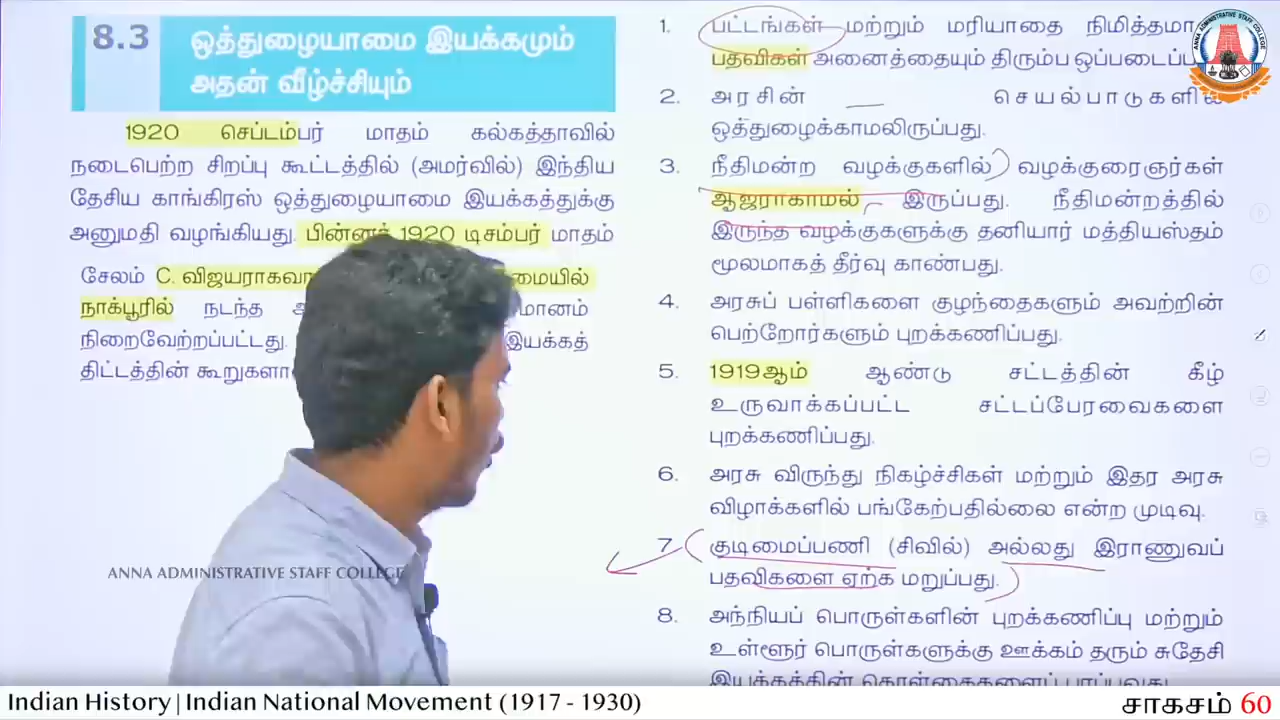 8.3 ஒத்துழையாமை இயக்கமும்
அதன் வீழ்ச்சியும்
1920 செப்டம்பர் மாதம் கல்கத்தாவில்
நடைபெற்ற சிறப்பு கூட்டத்தில் (அமர்வில்) இந்திய
தேசிய காங்கிரஸ் ஒத்துழையாமை இயக்கத்துக்கு
அனுமதி வழங்கியது. பின்னர் 1920 டிசம்பர் மாதம்
சேலம் C.
நாக்பூரில் நடந்த
நிறைவேற்றப்பட்டது. இயக்கத்
திட்டத்தின்
1. பட்டங்கள் மற்றும் மரியாதை
பதவிகள் அனைத்தையும் திரும்ப
2. அரசின் செயல்பாடுகளில்
ஒத்துழைக்காமலிருப்பது.
3. நீதிமன்ற வழக்குகளில் வழக்குரைஞர்கள்
ஆஜராகாமல் இருப்பது. நீதிமன்றத்தில்
இருந்த வழக்குகளுக்கு தனியார் மத்தியஸ்தம்
மூலமாகத் தீர்வு காண்பது.
4. அரசுப் பள்ளிகளை குழந்தைகளும் அவற்றின்
பெற்றோர்களும் புறக்கணிப்பது.
5. 1919ஆம் ஆண்டு சட்டத்தின் கீழ்
உருவாக்கப்பட்ட சட்டப்பேரவைகளை
புறக்கணிப்பது.
6. அரசு விருந்து நிகழ்ச்சிகள் மற்றும் இதர அரசு
விழாக்களில் பங்கேற்பதில்லை என்ற முடிவு.
7. குடிமைப்பணி (சிவில்) அல்லது இராணுவப்
பதவிகளை ஏற்க மறுப்பது.
8. அந்நியப் பொருள்களின் புறக்கணிப்பு மற்றும்
உள்ளூர் பொருள்களுக்கு ஊக்கம் தரும் சுதேசி
ANNA ADMINISTRATIVE STAFF COLLEGE
ANNA ADMINISTRATIVE STAFF COLLEGE
Indian History | Indian National Movement (1917 - 1930)
சாகசம் 60